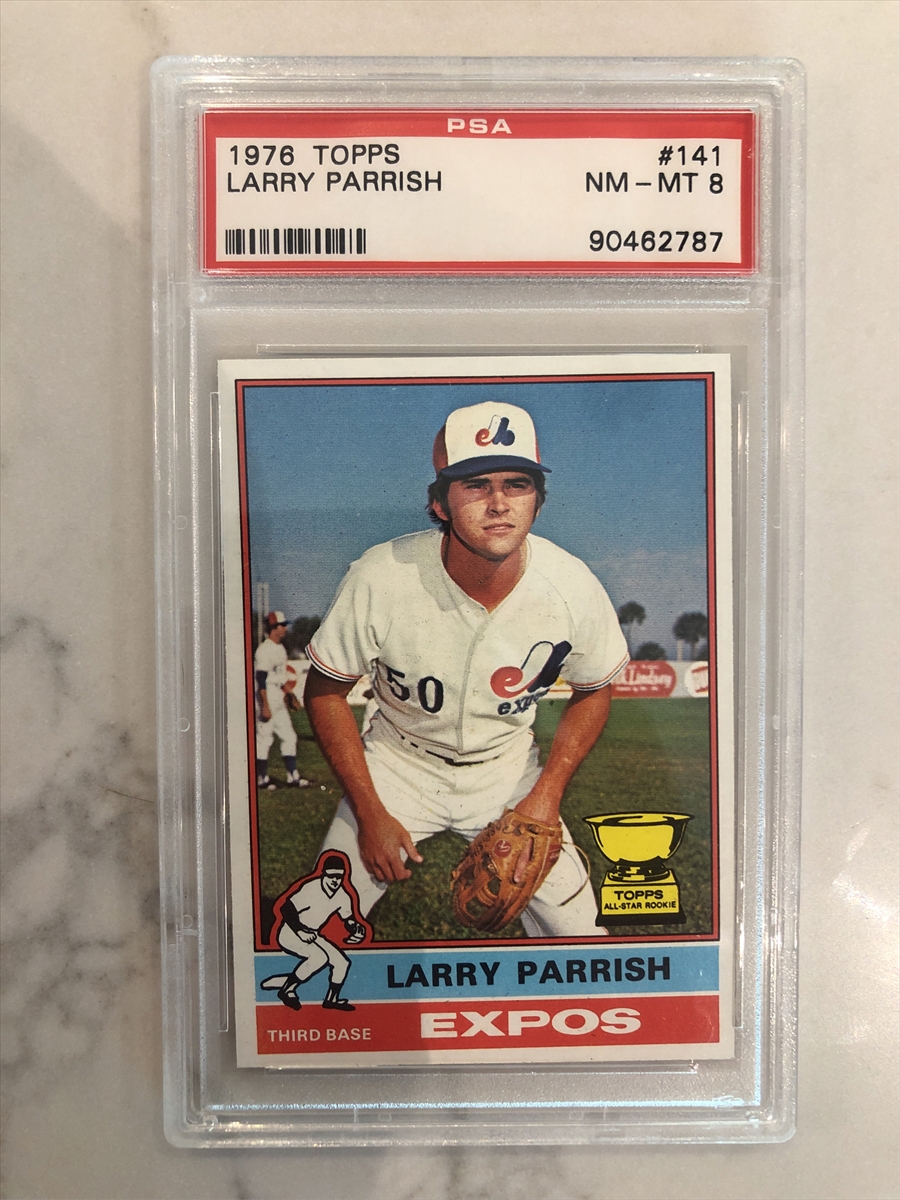 PSA
1976 TOPPS #141
LARRY PARRISH NM - MT 8
90462787
50
expos
Lindsay
TOPPS
ALL-STAR ROOKIE
LARRY PARRISH
THIRD BASE EXPOS